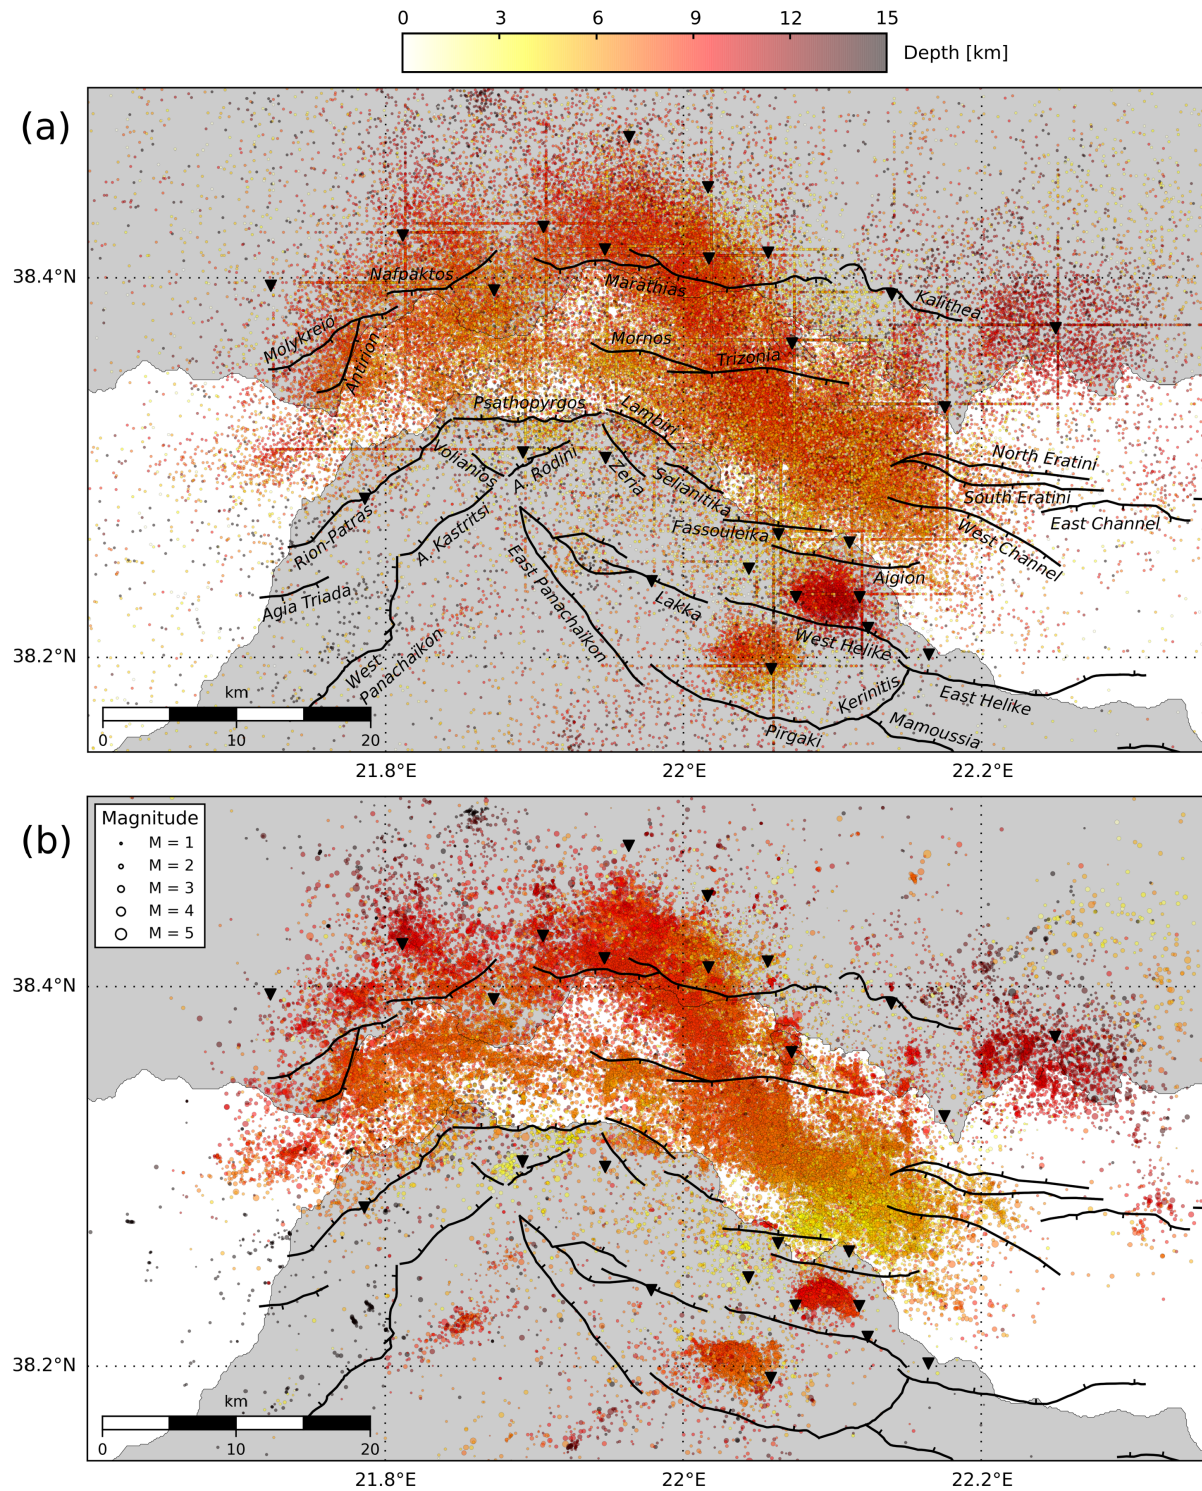 0 3 6 9 12 15
Depth [km]
(a)
38.4°N
38.2°N
Nafpaktos
Molykreio
Antirion
Marathias
Kalithea
Mornos
Trizonia
Psathopyrgos
Lambiri
Volianios
A. Rodini
Zeria
Selianitika
North Eratini
South Eratini
East Channel
West Channel
Rion-Patras
A. Kastritsi
Fassouleika
Aigion
Agia Triada
East Panachaikon
Lakka
West Helike
West
Panachaikon
Kerinitis
East Helike
Pirgaki
Mamoussia
km
0 10 20
21.8°E 22°E 22.2°E
(b)
Magnitude
M = 1
M = 2
M = 3
M = 4
M = 5
38.4°N
38.2°N
km
0 10 20
21.8°E 22°E 22.2°E